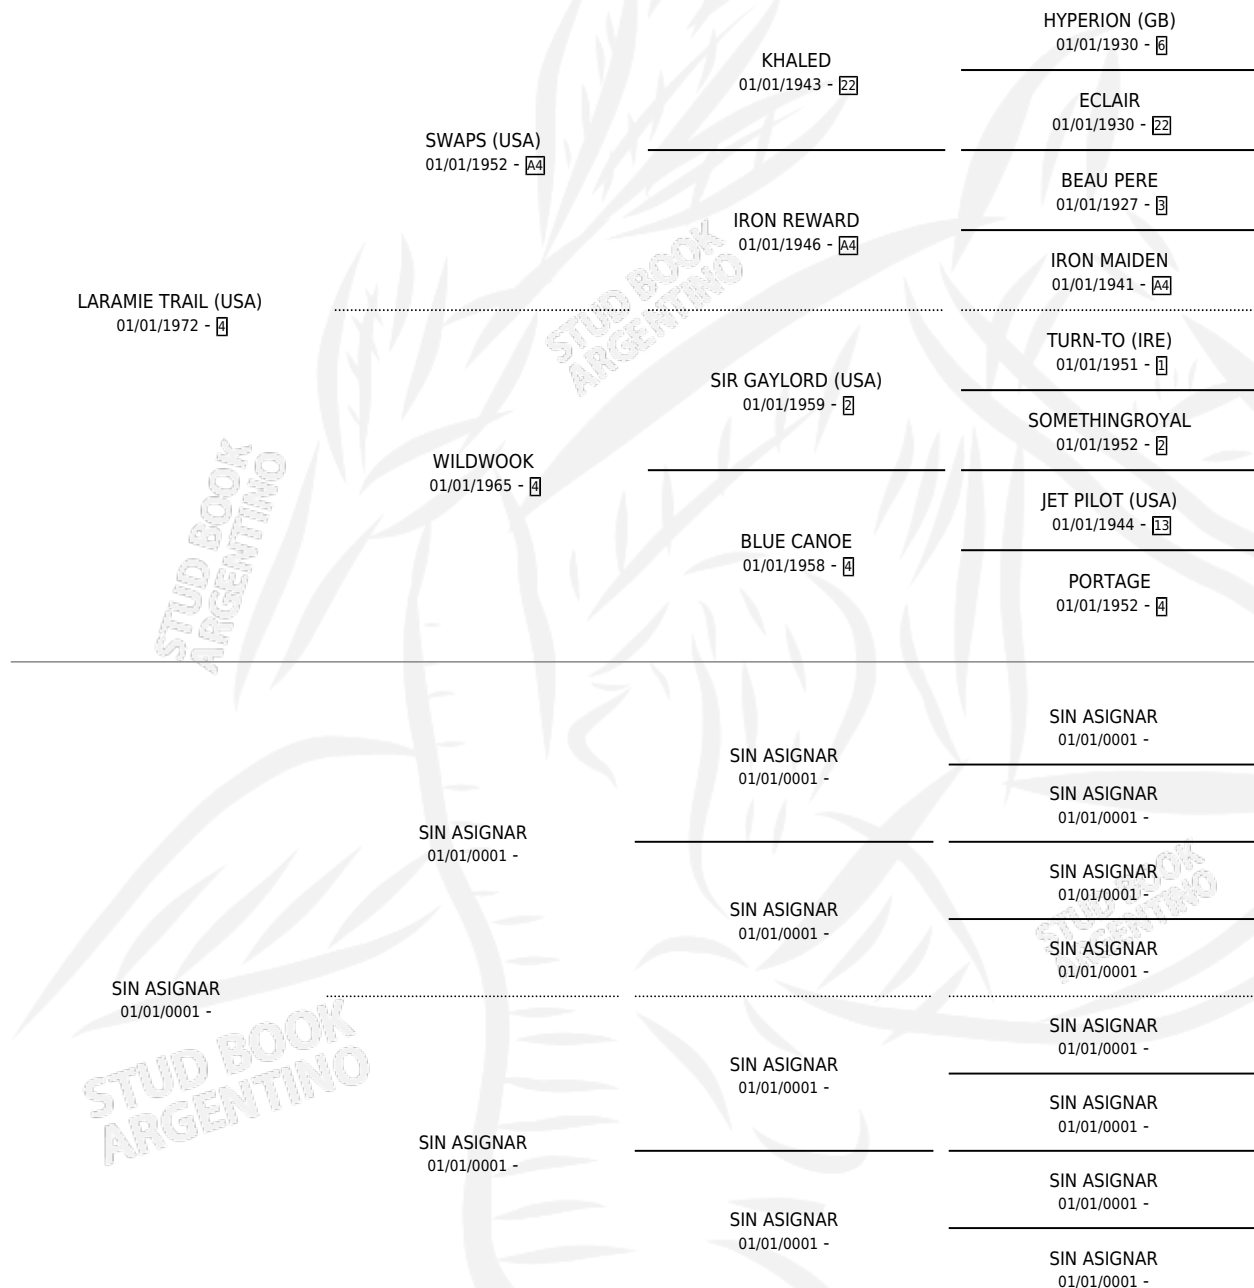 HYPERION (GB)
01/01/1930 - 6
KHALED
01/01/1943 - 22
ECLAIR
01/01/1930 - 22
SWAPS (USA)
01/01/1952 - A4
BEAU PERE
01/01/1927 - 3
IRON REWARD
01/01/1946 - A4
IRON MAIDEN
01/01/1941 - A4
LARAMIE TRAIL (USA)
01/01/1972 - 4
TURN-TO (IRE)
01/01/1951 - 1
SIR GAYLORD (USA)
01/01/1959 - 2
SOMETHINGROYAL
01/01/1952 - 2
WILDWOOK
01/01/1965 - 4
JET PILOT (USA)
01/01/1944 - 13
BLUE CANOE
01/01/1958 - 4
PORTAGE
01/01/1952 - 4
SIN ASIGNAR
01/01/0001 -
SIN ASIGNAR
01/01/0001 -
SIN ASIGNAR
01/01/0001 -
SIN ASIGNAR
01/01/0001 -
SIN ASIGNAR
01/01/0001 -
SIN ASIGNAR
01/01/0001 -
SIN ASIGNAR
01/01/0001 -
SIN ASIGNAR
01/01/0001 -
SIN ASIGNAR
01/01/0001 -
SIN ASIGNAR
01/01/0001 -
SIN ASIGNAR
01/01/0001 -
SIN ASIGNAR
01/01/0001 -
SIN ASIGNAR
01/01/0001 -
SIN ASIGNAR
01/01/0001 -
SIN ASIGNAR
01/01/0001 -
STUD BOOK
ARGENTINO
STUD BOOK
ARGENTINO
STUD BOOK
ARGENTINO
STUD BOOK
ARGENTINO